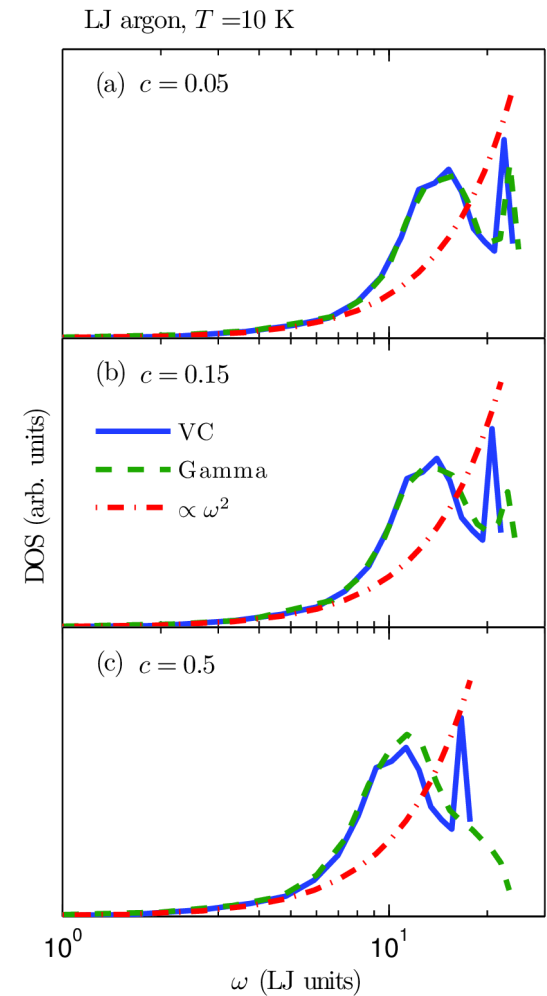 LJ argon, T =10 K
(a) c = 0.05
(b) c = 0.15
VC
Gamma
∝ ω²
(c) c = 0.5
DOS (arb. units)
10⁰ 10¹
ω (LJ units)